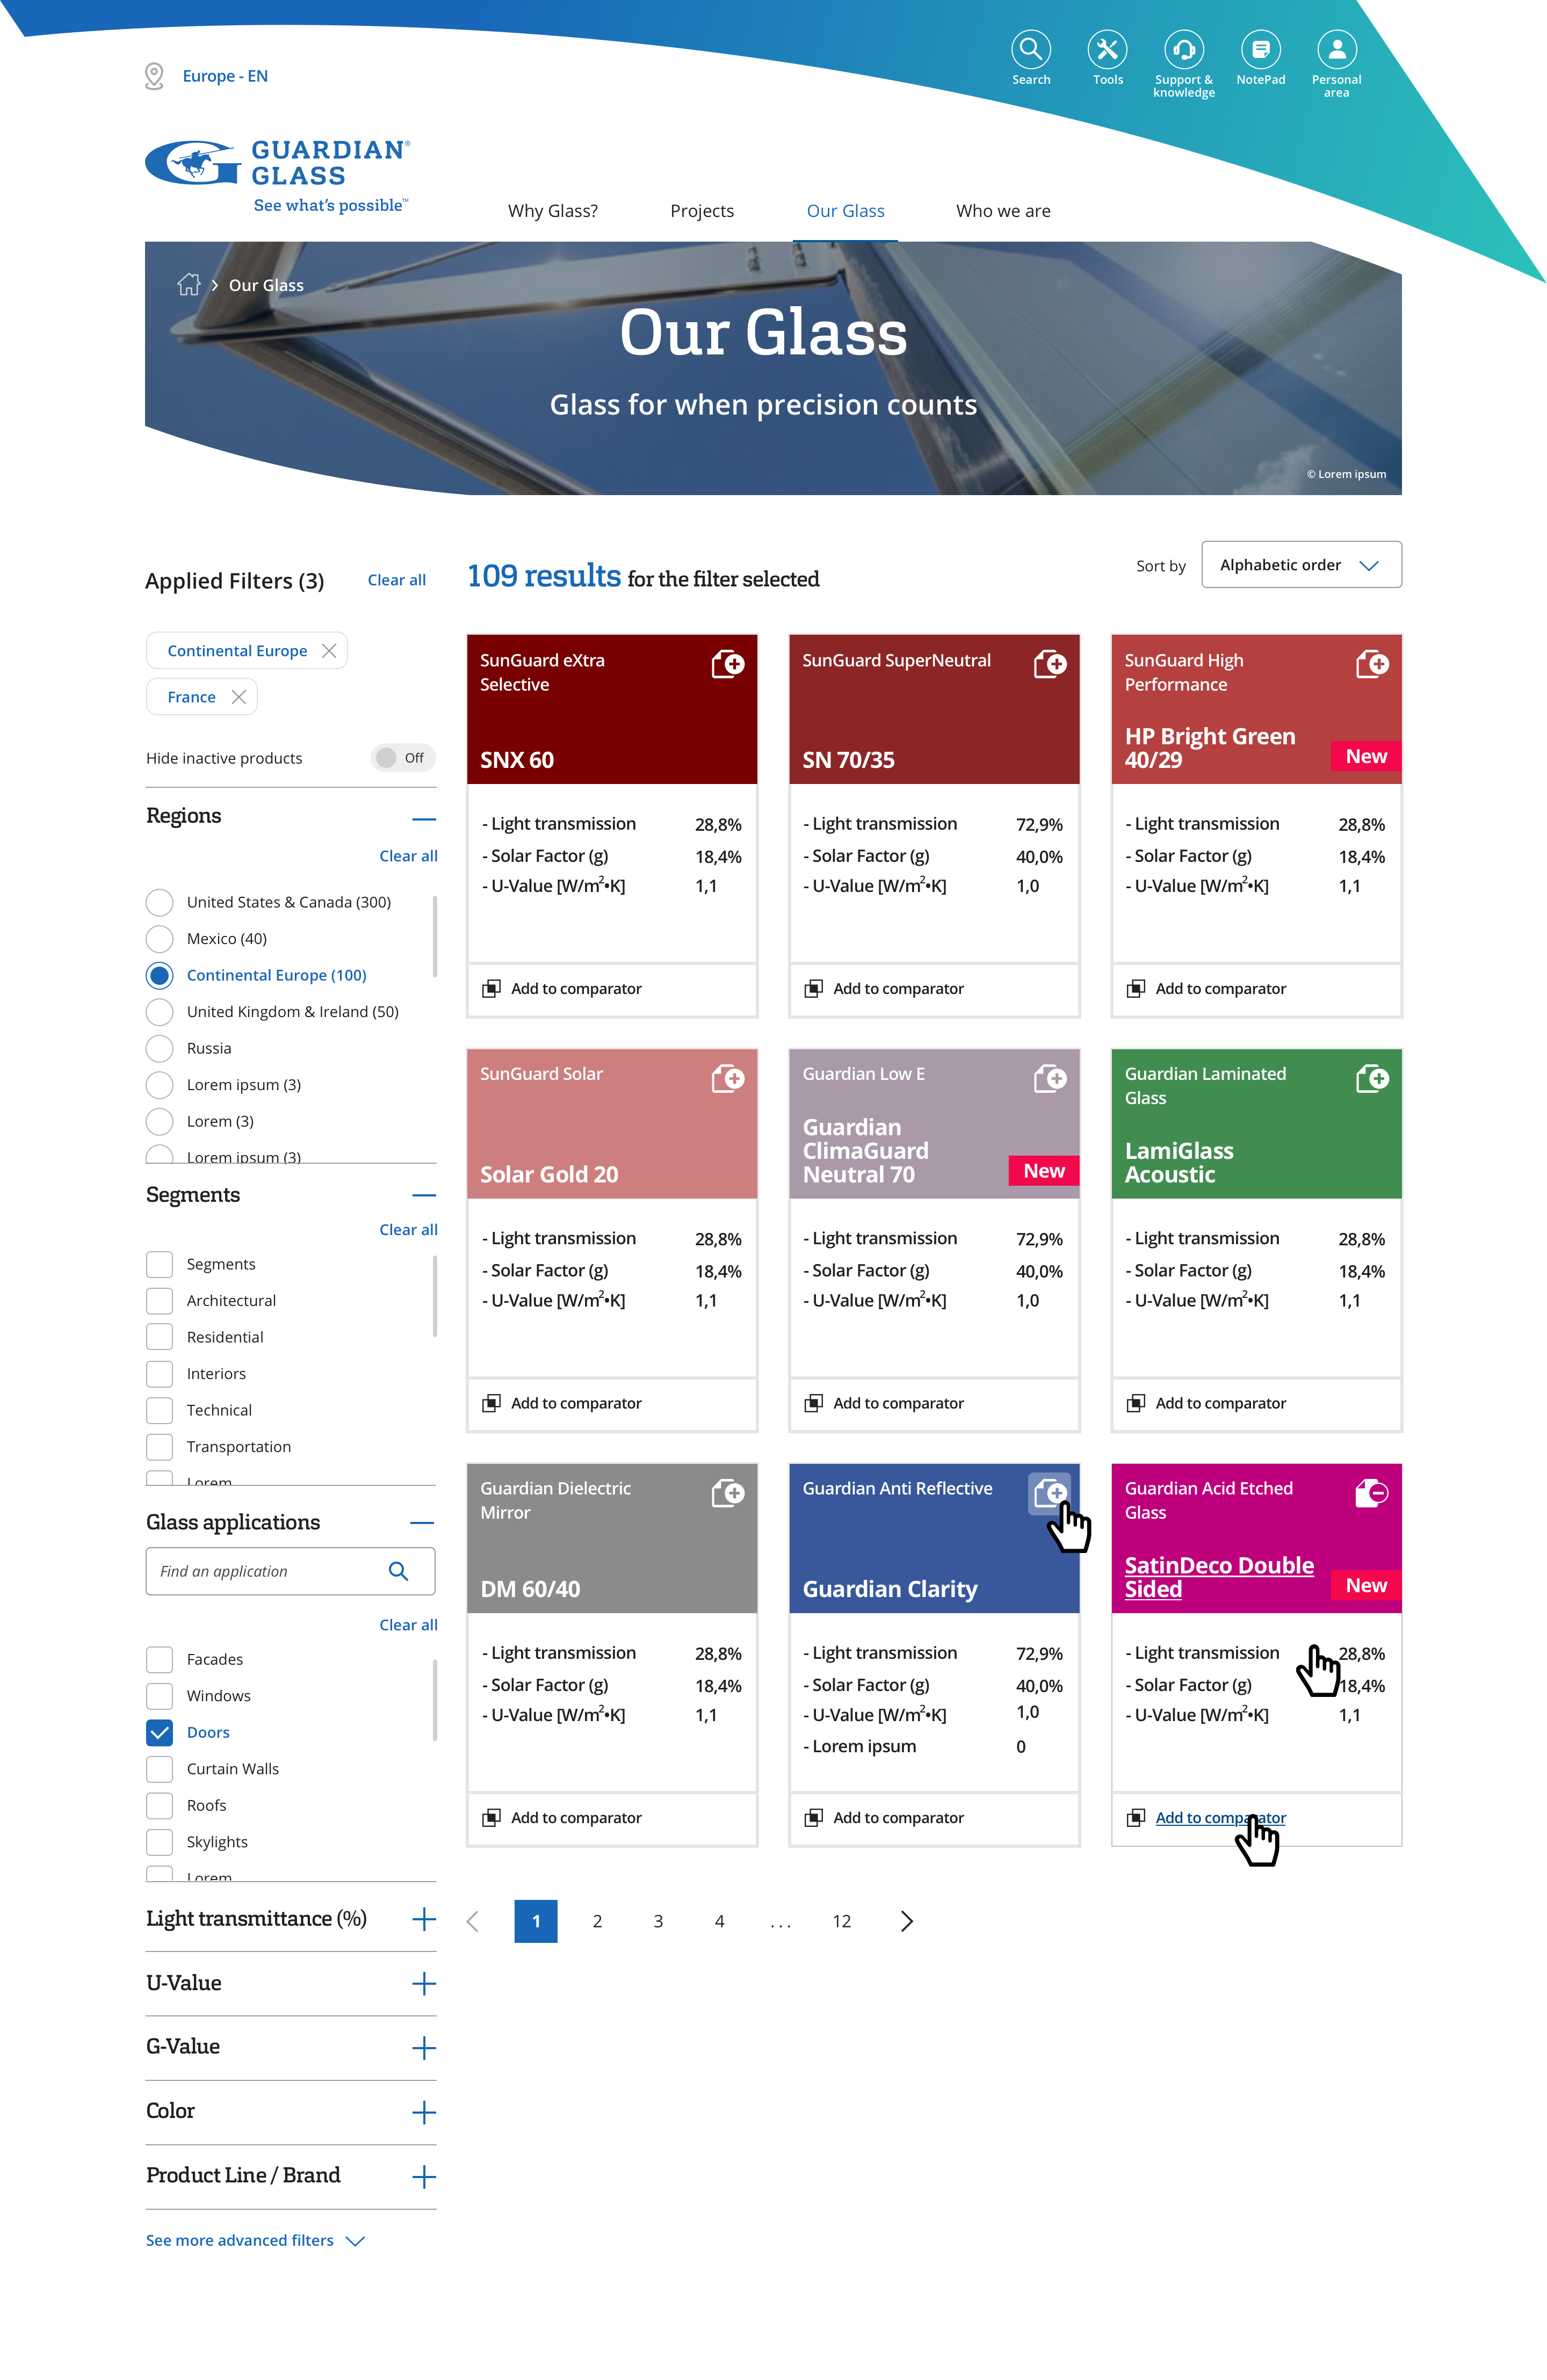 Europe - EN
Search
Tools
Support &
knowledge
NotePad
Personal
area
GUARDIAN®
GLASS
See what's possible™
Why Glass?
Projects
Our Glass
Who we are
Our Glass
Our Glass
Glass for when precision counts
© Lorem ipsum
Applied Filters (3)
Clear all
Continental Europe
France
Hide inactive products
Off
Regions
Clear all
United States & Canada (300)
Mexico (40)
Continental Europe (100)
United Kingdom & Ireland (50)
Russia
Lorem ipsum (3)
Lorem (3)
Lorem ipsum (3)
Segments
Clear all
Segments
Architectural
Residential
Interiors
Technical
Transportation
Lorem
Glass applications
Find an application
Clear all
Facades
Windows
Doors
Curtain Walls
Roofs
Skylights
Lorem
Light transmittance (%)
U-Value
G-Value
Color
Product Line / Brand
See more advanced filters
109 results for the filter selected
Sort by
Alphabetic order
SunGuard eXtra
Selective
SNX 60
- Light transmission 28,8%
- Solar Factor (g) 18,4%
- U-Value [W/m²•K] 1,1
Add to comparator
SunGuard SuperNeutral
SN 70/35
- Light transmission 72,9%
- Solar Factor (g) 40,0%
- U-Value [W/m²•K] 1,0
Add to comparator
SunGuard High
Performance
HP Bright Green
40/29
New
- Light transmission 28,8%
- Solar Factor (g) 18,4%
- U-Value [W/m²•K] 1,1
Add to comparator
SunGuard Solar
Solar Gold 20
- Light transmission 28,8%
- Solar Factor (g) 18,4%
- U-Value [W/m²•K] 1,1
Add to comparator
Guardian Low E
Guardian
ClimaGuard
Neutral 70
New
- Light transmission 72,9%
- Solar Factor (g) 40,0%
- U-Value [W/m²•K] 1,0
Add to comparator
Guardian Laminated
Glass
LamiGlass
Acoustic
- Light transmission 28,8%
- Solar Factor (g) 18,4%
- U-Value [W/m²•K] 1,1
Add to comparator
Guardian Dielectric
Mirror
DM 60/40
- Light transmission 28,8%
- Solar Factor (g) 18,4%
- U-Value [W/m²•K] 1,1
Add to comparator
Guardian Anti Reflective
Guardian Clarity
- Light transmission 72,9%
- Solar Factor (g) 40,0%
- U-Value [W/m²•K] 1,0
- Lorem ipsum 0
Add to comparator
Guardian Acid Etched
Glass
SatinDeco Double
Sided
New
- Light transmission 28,8%
- Solar Factor (g) 18,4%
- U-Value [W/m²•K] 1,1
Add to comparator
1 2 3 4 ... 12